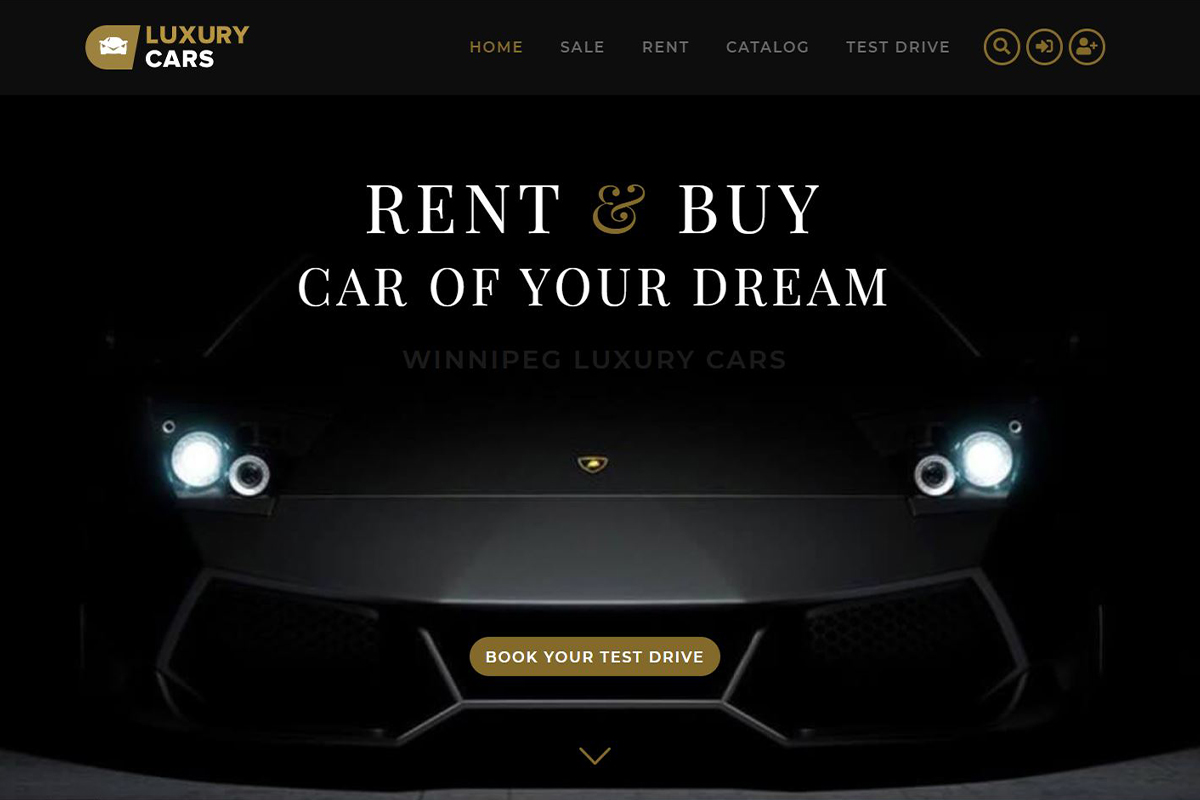 LUXURY
CARS
HOME SALE RENT CATALOG TEST DRIVE
RENT & BUY
CAR OF YOUR DREAM
WINNIPEG LUXURY CARS
BOOK YOUR TEST DRIVE